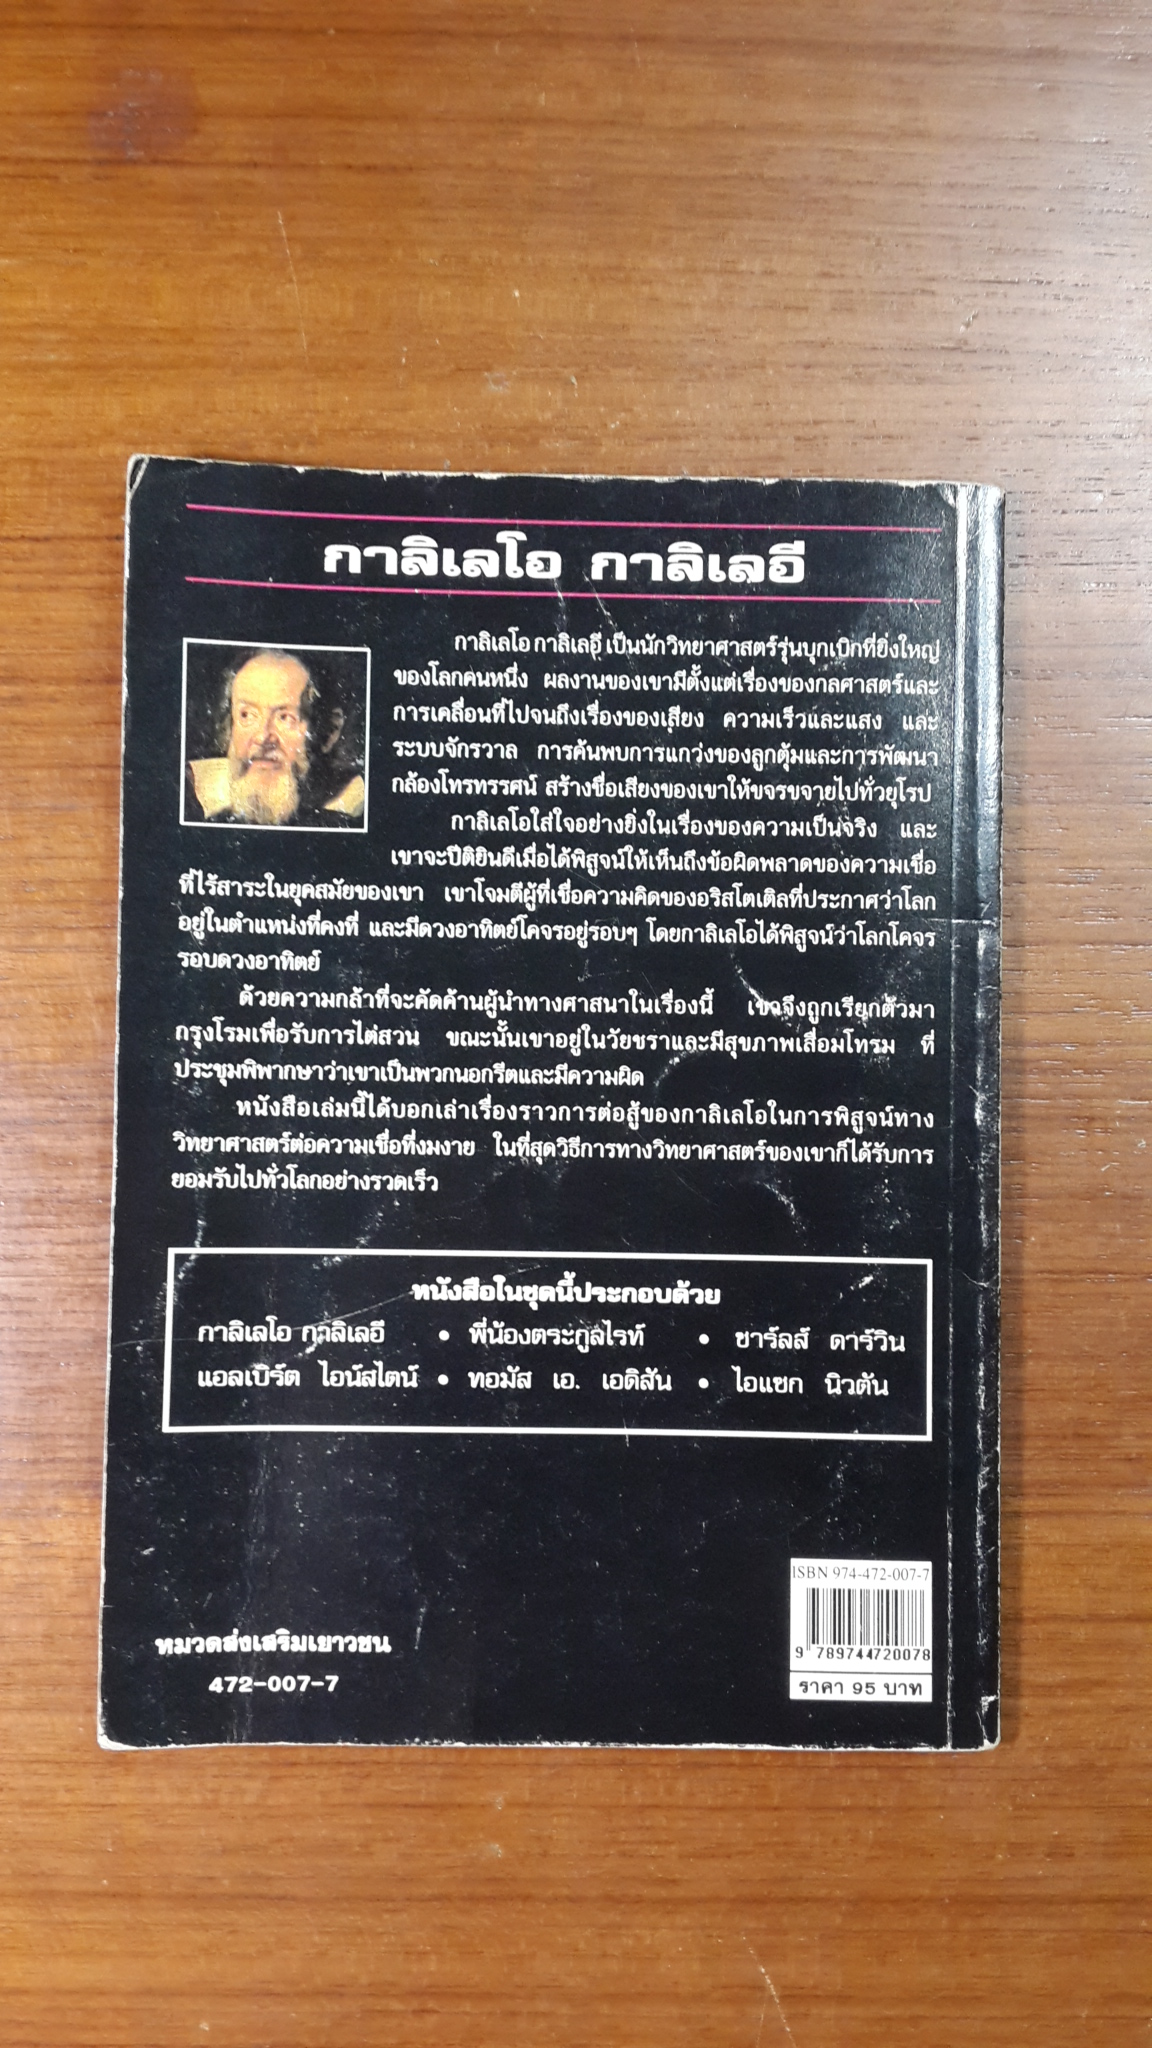 กาลิเลโอ กาลิเลอี
กาลิเลโอ กาลิเลอี เป็นนักวิทยาศาสตร์รุ่นบุกเบิกที่ยิ่งใหญ่
ของโลกคนหนึ่ง ผลงานของเขามีตั้งแต่เรื่องของกลศาสตร์และ
การเคลื่อนที่ไปจนถึงเรื่องของเสียง ความเร็วและแสง และ
ระบบจักรวาล การค้นพบการแกว่งของลูกตุ้มและการพัฒนา
กล้องโทรทรรศน์ สร้างชื่อเสียงของเขาให้ขจรขจายไปทั่วยุโรป
กาลิเลโอใส่ใจอย่างยิ่งในเรื่องของความเป็นจริง และ
เขาจะปีติยินดีเมื่อได้พิสูจน์ให้เห็นถึงข้อผิดพลาดของความเชื่อ
ที่ไร้สาระในยุคสมัยของเขา เขาโจมตีผู้ที่เชื่อความคิดของอริสโตเติลที่ประกาศว่าโลก
อยู่ในตำแหน่งที่คงที่ และมีดวงอาทิตย์โคจรอยู่รอบๆ โดยกาลิเลโอได้พิสูจน์ว่าโลกโคจร
รอบดวงอาทิตย์
ด้วยความกล้าที่จะคัดค้านผู้นำทางศาสนาในเรื่องนี้ เขาจึงถูกเรียกตัวมา
กรุงโรมเพื่อรับการไต่สวน ขณะนั้นเขาอยู่ในวัยชราและมีสุขภาพเสื่อมโทรม ที่
ประชุมพิพากษาว่าเขาเป็นพวกนอกรีตและมีความผิด
หนังสือเล่มนี้ได้บอกเล่าเรื่องราวการต่อสู้ของกาลิเลโอในการพิสูจน์ทาง
วิทยาศาสตร์ต่อความเชื่อที่งมงาย ในที่สุดวิธีการทางวิทยาศาสตร์ของเขาก็ได้รับการ
ยอมรับไปทั่วโลกอย่างรวดเร็ว
หนังสือในชุดนี้ประกอบด้วย
กาลิเลโอ กาลิเลอี • พี่น้องตระกูลไรท์ • ชาร์ลส์ ดาร์วิน
แอลเบิร์ต ไอน์สไตน์ • ทอมัส เอ. เอดิสัน • ไอแซก นิวตัน
ISBN 974-472-007-7
9 789744720078
ราคา 95 บาท
หมวดส่งเสริมเยาวชน
472-007-7